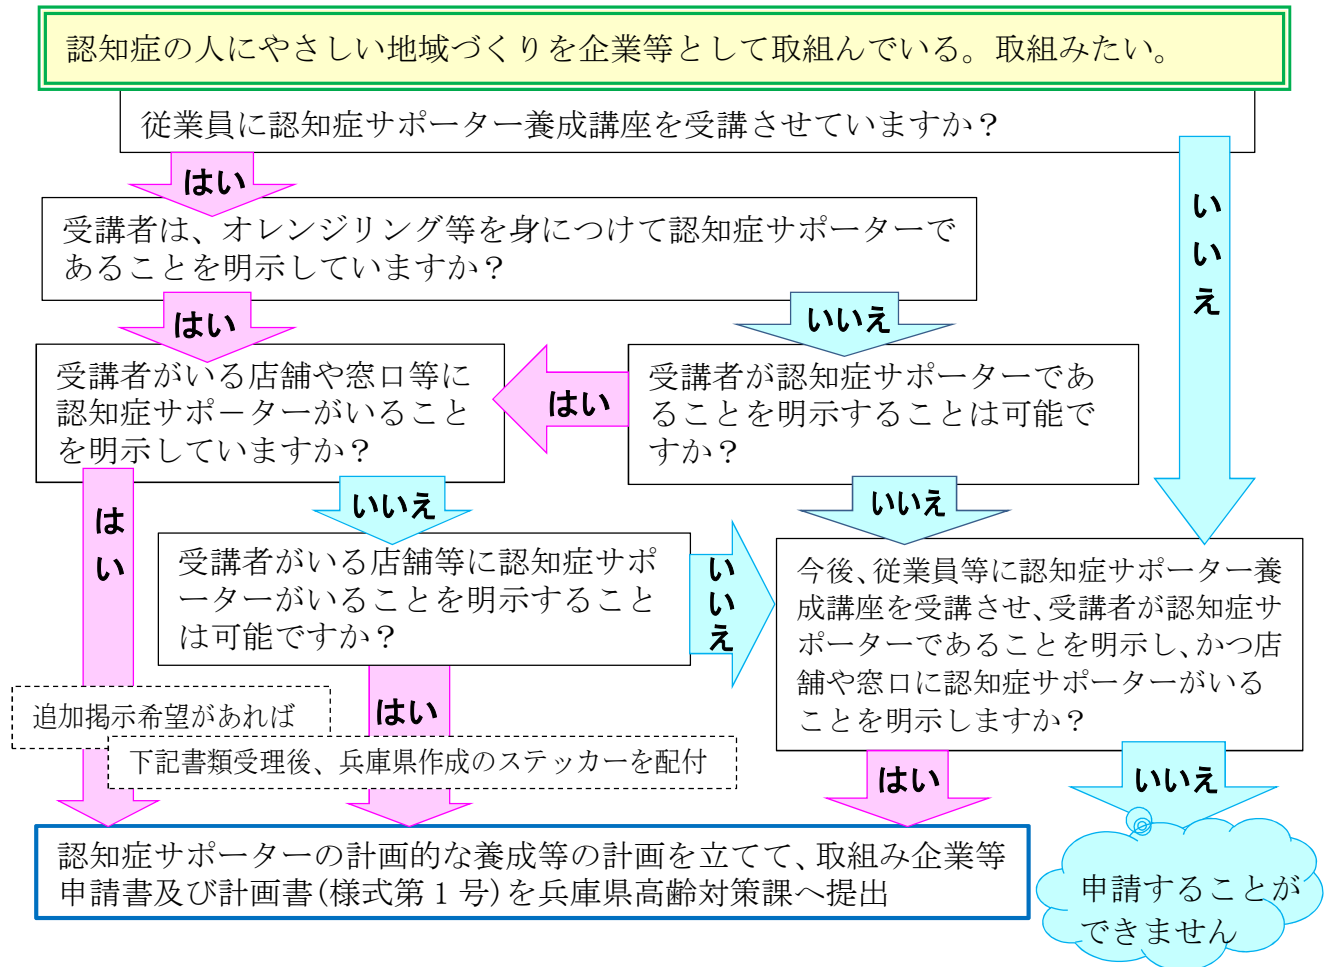 認知症の人にやさしい地域づくりを企業等として取組んでいる。取組みたい。
従業員に認知症サポーター養成講座を受講させていますか？
はい
いいえ
受講者は、オレンジリング等を身につけて認知症サポーターで
あることを明示していますか？
はい
いいえ
受講者がいる店舗や窓口等に
認知症サポ－ターがいること
を明示していますか？
はい
受講者が認知症サポーターであ
ることを明示することは可能で
すか？
はい
いいえ
いいえ
受講者がいる店舗等に認知症サポ
ーターがいることを明示すること
は可能ですか？
いいえ
今後、従業員等に認知症サポーター養
成講座を受講させ、受講者が認知症サ
ポーターであることを明示し、かつ店
舗や窓口に認知症サポーターがいる
ことを明示しますか？
追加掲示希望があれば
はい
下記書類受理後、兵庫県作成のステッカーを配付
はい
いいえ
認知症サポーターの計画的な養成等の計画を立てて、取組み企業等
申請書及び計画書(様式第１号)を兵庫県高齢対策課へ提出
申請することが
できません